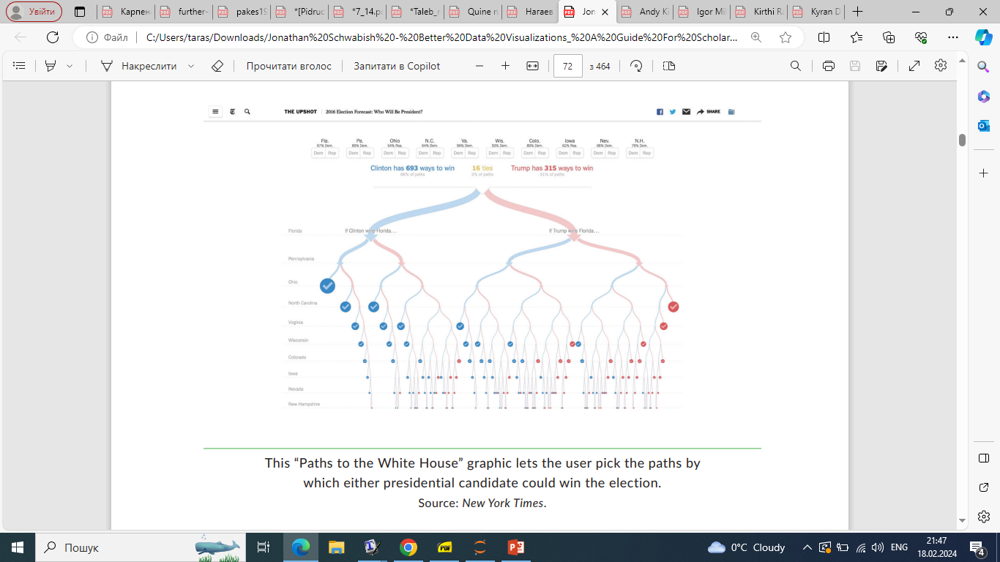 Увійти
Карпен
further-
pakes19
*[Pidruc
*7_14.po
*Taleb_r
Quine n
Нараєв
Jon
Andy Ki
Igor Mil
Kirthi Ra
Kyran D
Файл
C:/Users/taras/Downloads/Jonathan%20Schwabish%20-%20Better%20Data%20Visualizations_%20A%20Guide%20For%20Scholar...
Накреслити
Прочитати вголос
Запитати в Copilot
72
з 464
THE UPSHOT 2016 Election Forecast: Who Will Be President?
SHARE
Fla. Pa. Ohio N.C. Va. Wis. Colo. Iowa Nev. N.H.
67% Dem. 89% Dem. 54% Rep. 64% Dem. 96% Dem. 93% Dem. 89% Dem. 62% Rep. 68% Dem. 79% Dem.
Dem Rep Dem Rep Dem Rep Dem Rep Dem Rep Dem Rep Dem Rep Dem Rep Dem Rep Dem Rep
Clinton has 693 ways to win 16 ties Trump has 315 ways to win
68% of paths 2% of paths 31% of paths
Florida If Clinton wins Florida... If Trump wins Florida...
Pennsylvania
Ohio
North Carolina
Virginia
Wisconsin
Colorado
Iowa
Nevada
New Hampshire
This “Paths to the White House” graphic lets the user pick the paths by
which either presidential candidate could win the election.
Source: New York Times.
Пошук
PDF
0°C Cloudy
ENG
21:47
18.02.2024
4